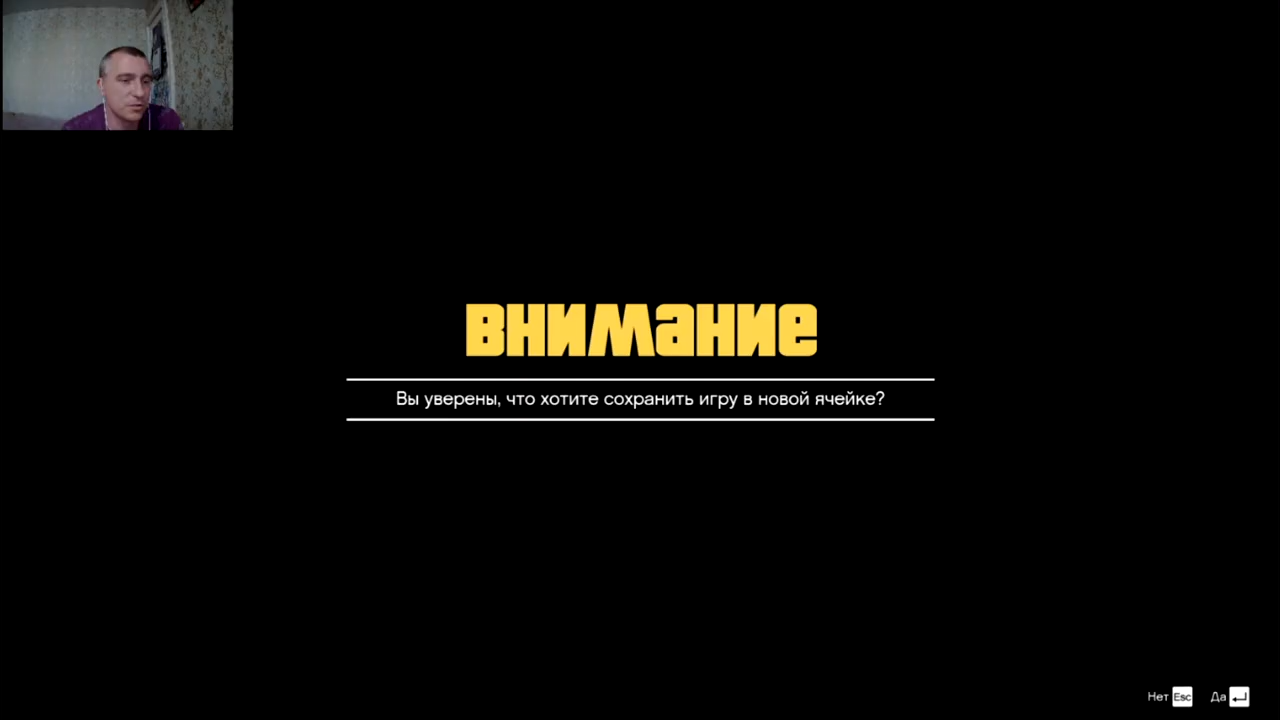 внимание
Вы уверены, что хотите сохранить игру в новой ячейке?
Нет Esc Да